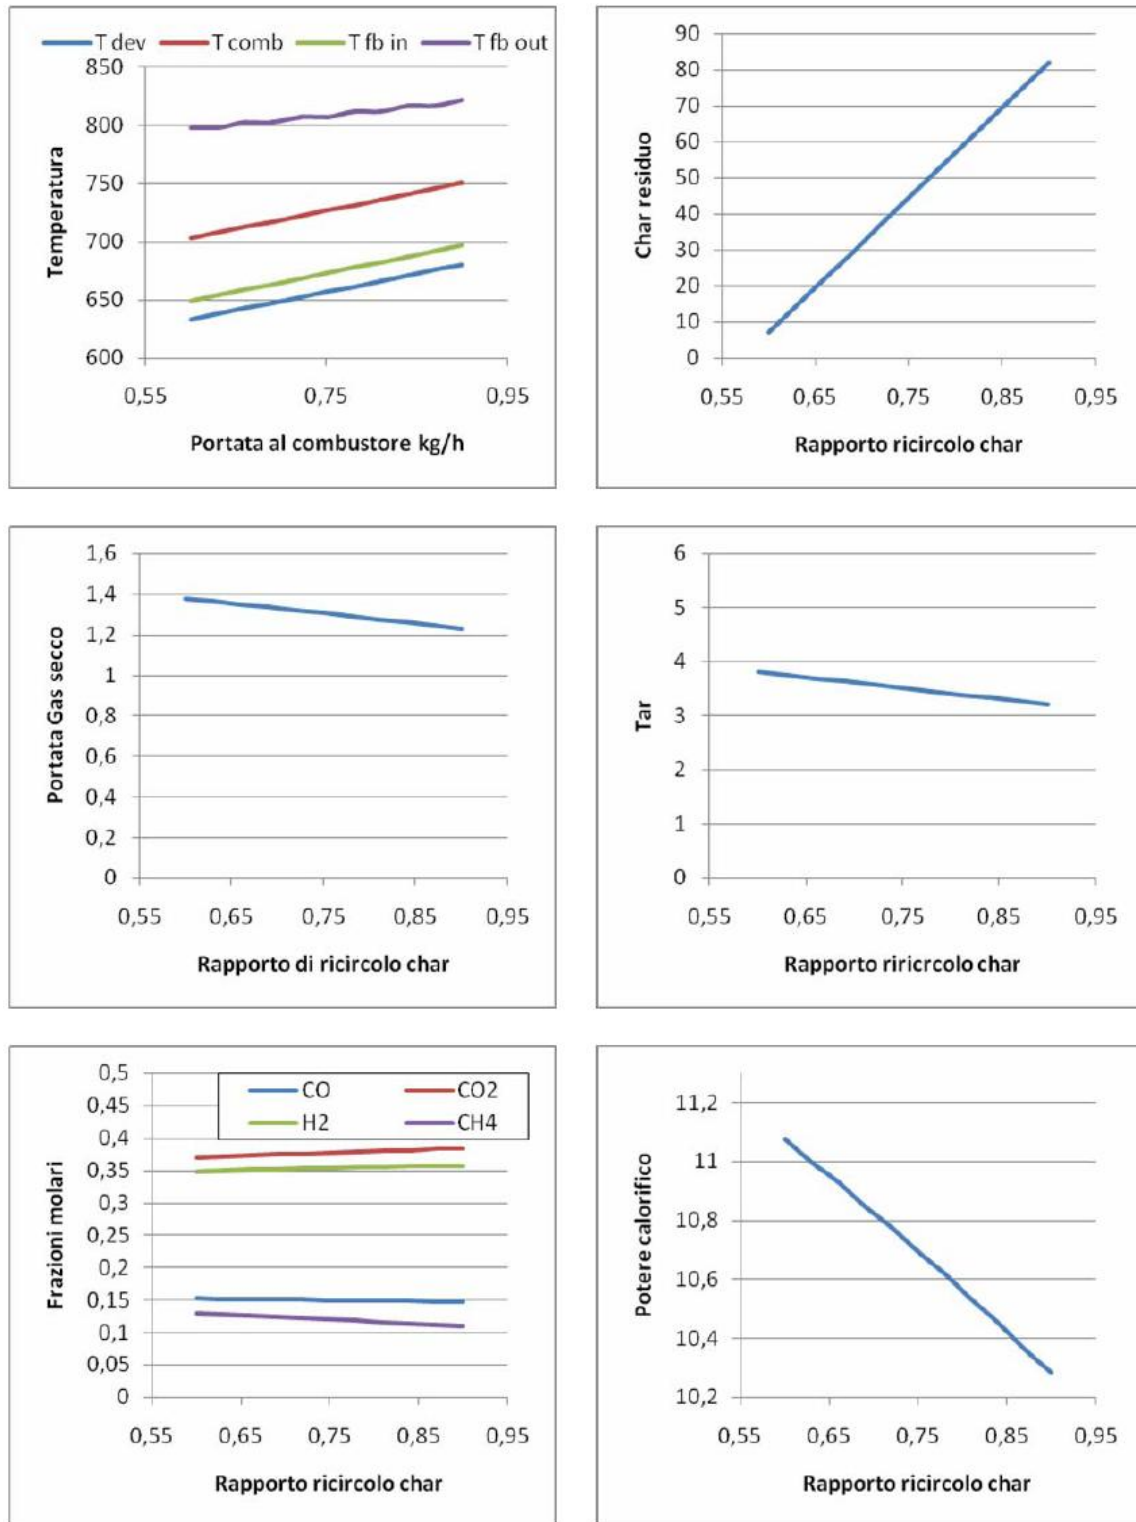 T dev T comb T fb in T fb out
850
800
750
700
650
600
Temperatura
0,55 0,75 0,95
Portata al combustore kg/h
90
80
70
60
50
40
30
20
10
0
Char residuo
0,55 0,65 0,75 0,85 0,95
Rapporto ricircolo char
1,6
1,4
1,2
1
0,8
0,6
0,4
0,2
0
Portata Gas secco
0,55 0,65 0,75 0,85 0,95
Rapporto di ricircolo char
6
5
4
3
2
1
0
Tar
0,55 0,65 0,75 0,85 0,95
Rapporto riricrcolo char
0,5
0,45
0,4
0,35
0,3
0,25
0,2
0,15
0,1
0,05
0
CO CO2
H2 CH4
Frazioni molari
0,55 0,65 0,75 0,85 0,95
Rapporto ricircolo char
11,2
11
10,8
10,6
10,4
10,2
Potere calorifico
0,55 0,65 0,75 0,85 0,95
Rapporto ricircolo char